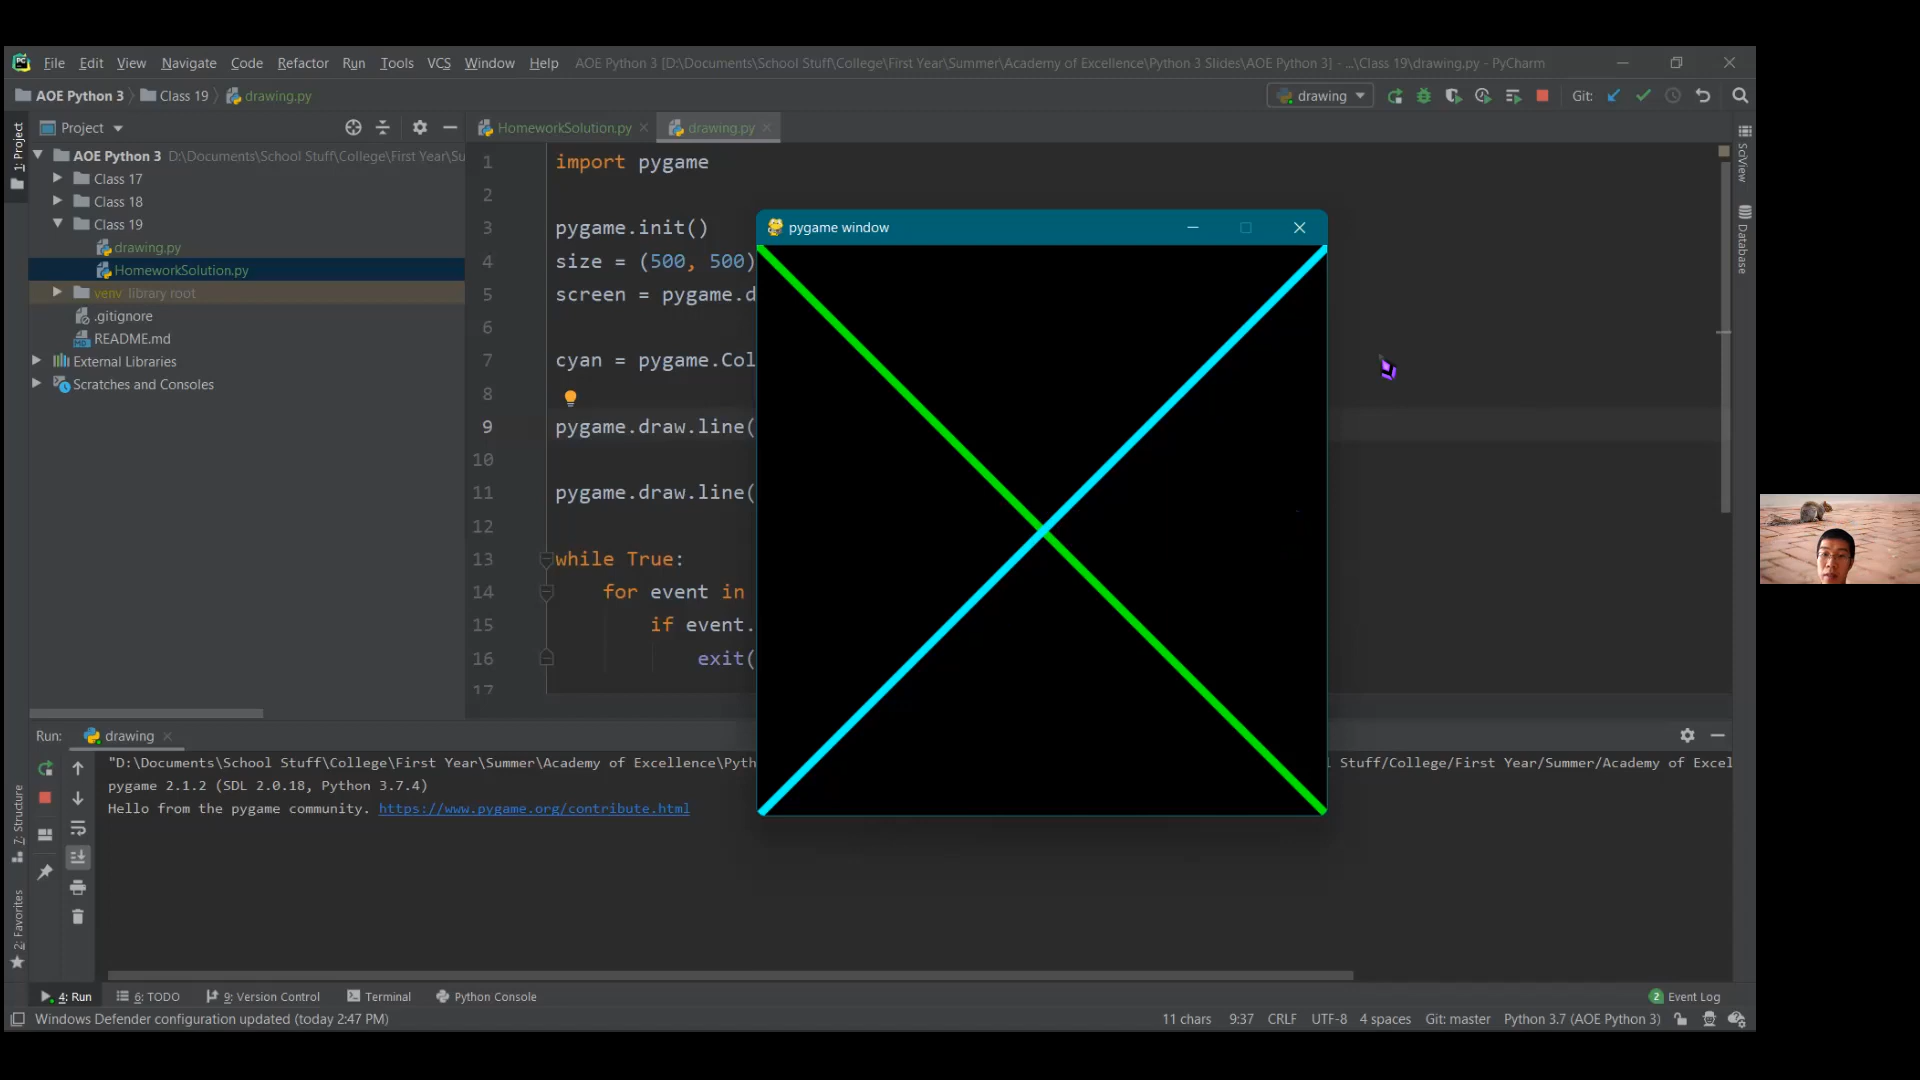 File Edit View Navigate Code Refactor Run Tools VCS Window Help AOE Python 3 [D:\Documents\School Stuff\College\First Year\Summer\Academy of Excellence\Python 3 Slides\AOE Python 3] - ...\Class 19\drawing.py - PyCharm
AOE Python 3 Class 19 drawing.py
drawing
Git:
1: Project
Project
AOE Python 3 D:\Documents\School Stuff\College\First Year\Su
Class 17
Class 18
Class 19
drawing.py
HomeworkSolution.py
venv library root
.gitignore
README.md
External Libraries
Scratches and Consoles
HomeworkSolution.py drawing.py
1 import pygame
2
3 pygame.init()
4 size = (500, 500)
5 screen = pygame.d
6
7 cyan = pygame.Col
8
9 pygame.draw.line(
10
11 pygame.draw.line(
12
13 while True:
14 for event in
15 if event.
16 exit(
17
pygame window
SciView
Database
Run: drawing
"D:\Documents\School Stuff\College\First Year\Summer\Academy of Excellence\Pyth
l Stuff/College/First Year/Summer/Academy of Excel
pygame 2.1.2 (SDL 2.0.18, Python 3.7.4)
Hello from the pygame community. https://www.pygame.org/contribute.html
7: Structure
2: Favorites
4: Run 6: TODO 9: Version Control Terminal Python Console
2 Event Log
Windows Defender configuration updated (today 2:47 PM)
11 chars 9:37 CRLF UTF-8 4 spaces Git: master Python 3.7 (AOE Python 3)